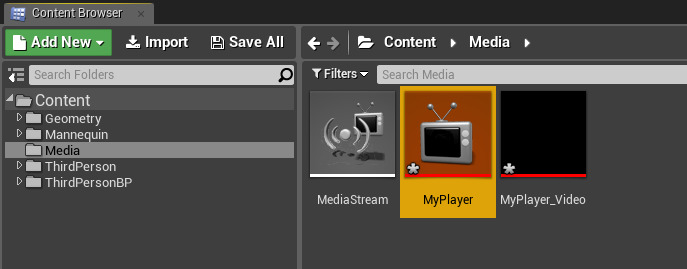 Content Browser
Add New Import Save All Content Media
Search Folders Filters Search Media
Content
Geometry
Mannequin
Media
ThirdPerson
ThirdPersonBP
MediaStream MyPlayer MyPlayer_Video